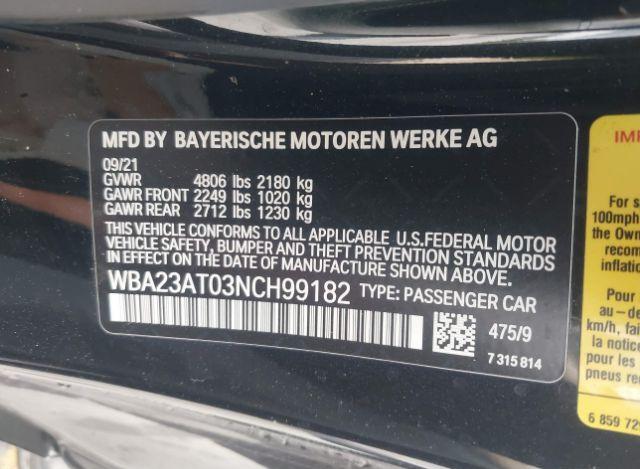 MFD BY BAYERISCHE MOTOREN WERKE AG
09/21
GVWR 4806 lbs 2180 kg
GAWR FRONT 2249 lbs 1020 kg
GAWR REAR 2712 lbs 1230 kg
THIS VEHICLE CONFORMS TO ALL APPLICABLE U.S.FEDERAL MOTOR
VEHICLE SAFETY, BUMPER AND THEFT PREVENTION STANDARDS
IN EFFECT ON THE DATE OF MANUFACTURE SHOWN ABOVE.
WBA23AT03NCH99182 TYPE: PASSENGER CAR
475/9
7 315 814
For s
100mph
the Own
recom
inflatio
Pour
au-de
km/h, fai
la notice
pour les
pneus re
6 859 72